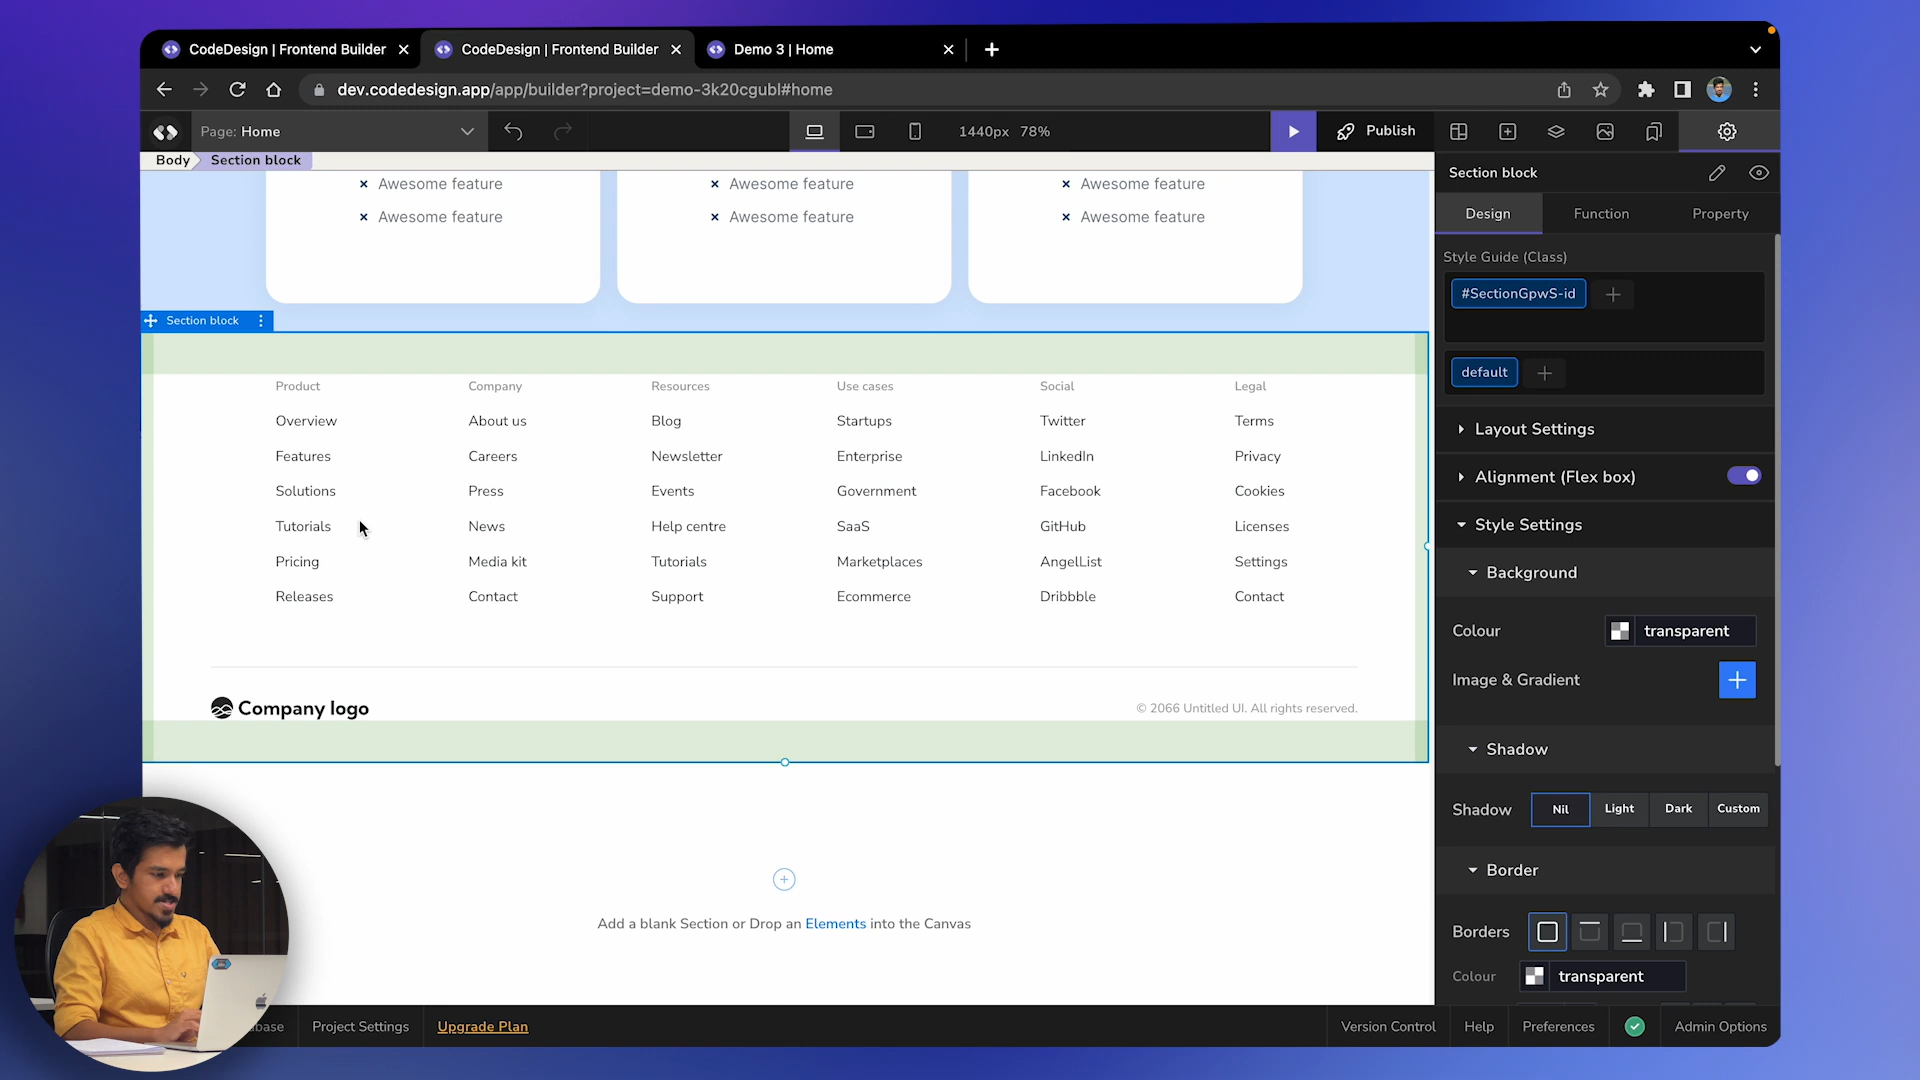 CodeDesign | Frontend Builder
CodeDesign | Frontend Builder
Demo 3 | Home
dev.codedesign.app/app/builder?project=demo-3k20cgubl#home
Page: Home
1440px 78%
Publish
Body
Section block
Section block
Design
Function
Property
Style Guide (Class)
#SectionGpwS-id
default
Layout Settings
Alignment (Flex box)
Style Settings
Background
Colour
transparent
Image & Gradient
Shadow
Shadow
Nil
Light
Dark
Custom
Border
Borders
Colour
transparent
Awesome feature
Awesome feature
Awesome feature
Awesome feature
Awesome feature
Awesome feature
Section block
Product
Company
Resources
Use cases
Social
Legal
Overview
About us
Blog
Startups
Twitter
Terms
Features
Careers
Newsletter
Enterprise
LinkedIn
Privacy
Solutions
Press
Events
Government
Facebook
Cookies
Tutorials
News
Help centre
SaaS
GitHub
Licenses
Pricing
Media kit
Tutorials
Marketplaces
AngelList
Settings
Releases
Contact
Support
Ecommerce
Dribbble
Contact
Company logo
© 2066 Untitled UI. All rights reserved.
Add a blank Section or Drop an Elements into the Canvas
Project Settings
Upgrade Plan
Version Control
Help
Preferences
Admin Options